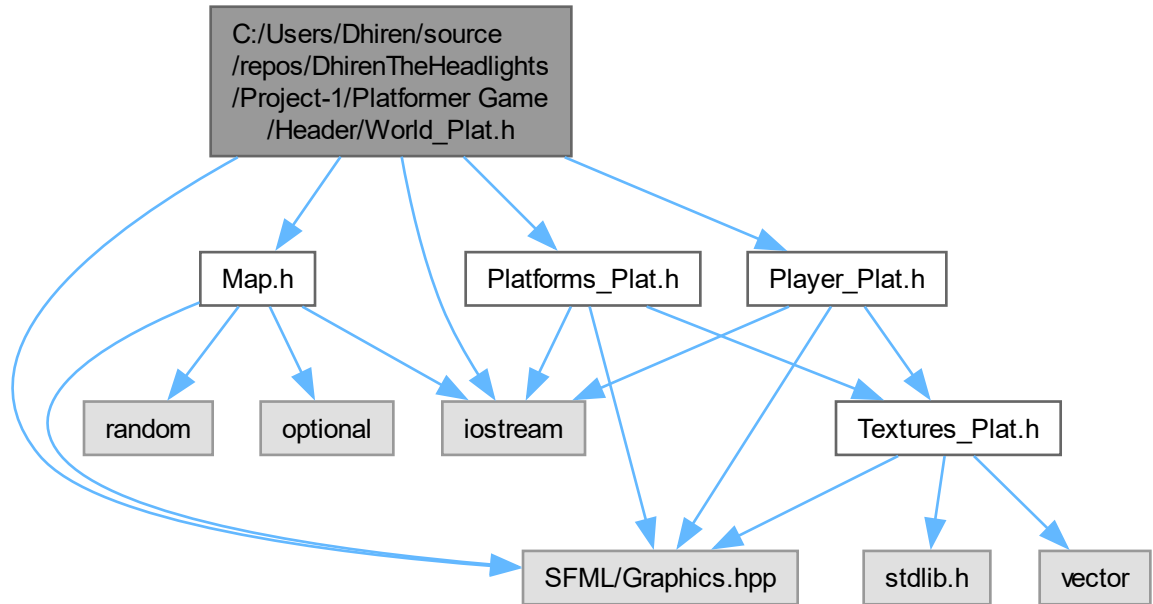 C:/Users/Dhiren/source
/repos/DhirenTheHeadlights
/Project-1/Platformer Game
/Header/World_Plat.h
Map.h
Platforms_Plat.h
Player_Plat.h
random
optional
iostream
Textures_Plat.h
SFML/Graphics.hpp
stdlib.h
vector